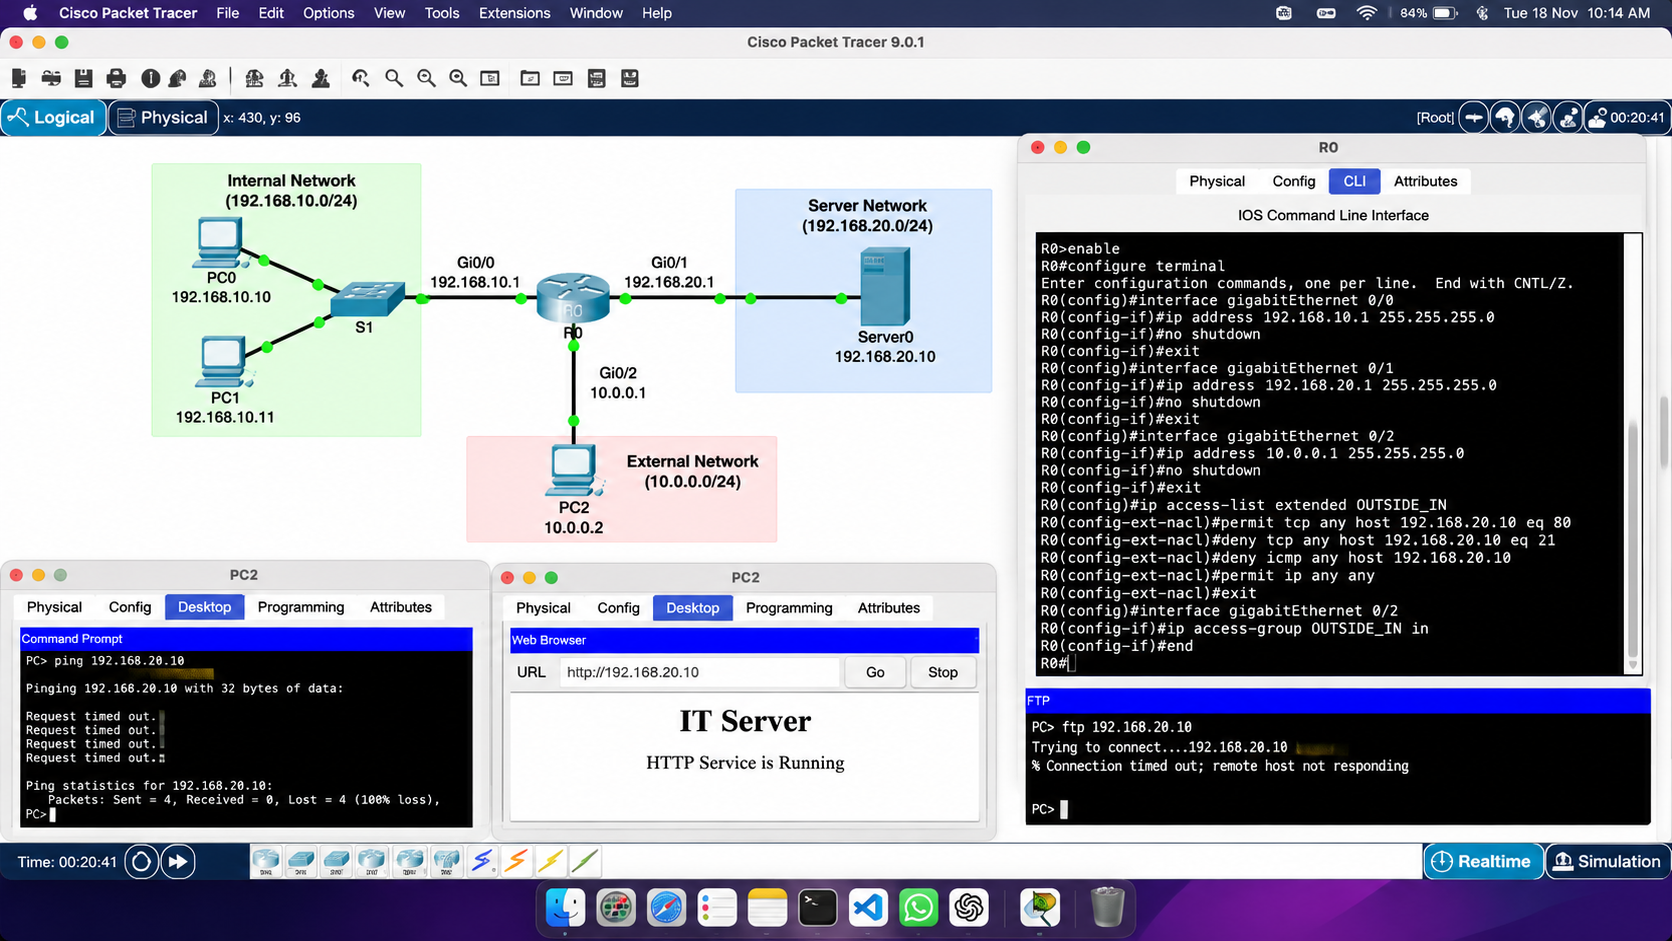 Cisco Packet Tracer File Edit Options View Tools Extensions Window Help 84% Tue 18 Nov 10:14 AM
Cisco Packet Tracer 9.0.1
Logical Physical x: 430, y: 96 [Root] 00:20:41
Internal Network
(192.168.10.0/24)
PC0
192.168.10.10
PC1
192.168.10.11
S1
Gi0/0
192.168.10.1
R0
R0
Gi0/1
192.168.20.1
Gi0/2
10.0.0.1
Server Network
(192.168.20.0/24)
Server0
192.168.20.10
External Network
(10.0.0.0/24)
PC2
10.0.0.2
R0
Physical Config CLI Attributes
IOS Command Line Interface
R0>enable
R0#configure terminal
Enter configuration commands, one per line. End with CNTL/Z.
R0(config)#interface gigabitEthernet 0/0
R0(config-if)#ip address 192.168.10.1 255.255.255.0
R0(config-if)#no shutdown
R0(config-if)#exit
R0(config-if)#interface gigabitEthernet 0/1
R0(config-if)#ip address 192.168.20.1 255.255.255.0
R0(config-if)#no shutdown
R0(config-if)#exit
R0(config-if)#interface gigabitEthernet 0/2
R0(config-if)#ip address 10.0.0.1 255.255.255.0
R0(config-if)#no shutdown
R0(config-if)#exit
R0(config)#ip access-list extended OUTSIDE_IN
R0(config-ext-nacl)#permit tcp any host 192.168.20.10 eq 80
R0(config-ext-nacl)#deny tcp any host 192.168.20.10 eq 21
R0(config-ext-nacl)#deny icmp any host 192.168.20.10
R0(config-ext-nacl)#permit ip any any
R0(config-ext-nacl)#exit
R0(config-if)#interface gigabitEthernet 0/2
R0(config-if)#ip access-group OUTSIDE_IN in
R0(config-if)#end
R0#
PC2
Physical Config Desktop Programming Attributes
Command Prompt
PC> ping 192.168.20.10
Pinging 192.168.20.10 with 32 bytes of data:
Request timed out.
Request timed out.
Request timed out.
Request timed out.
Ping statistics for 192.168.20.10:
Packets: Sent = 4, Received = 0, Lost = 4 (100% loss),
PC>
PC2
Physical Config Desktop Programming Attributes
Web Browser
URL http://192.168.20.10 Go Stop
IT Server
HTTP Service is Running
FTP
PC> ftp 192.168.20.10
Trying to connect....192.168.20.10
% Connection timed out; remote host not responding
PC>
Time: 00:20:41 Realtime Simulation